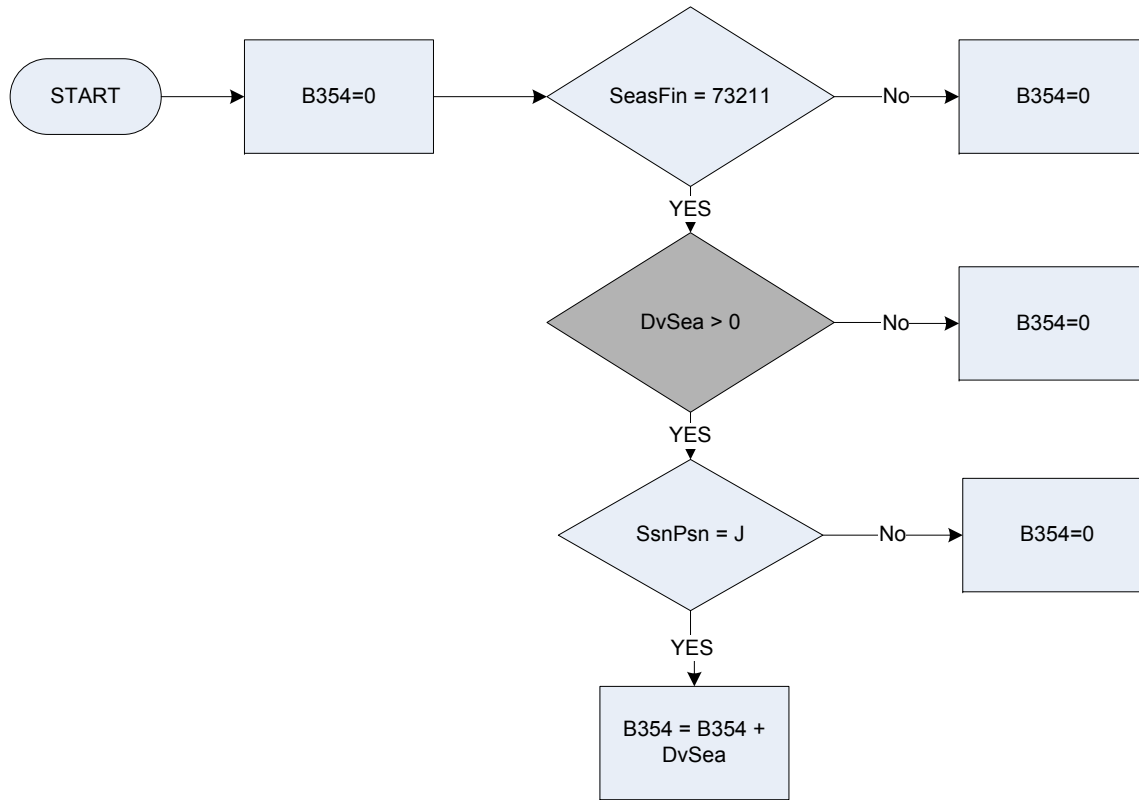 START
B354=0
SeasFin = 73211
No
B354=0
YES
DvSea > 0
No
B354=0
YES
SsnPsn = J
No
B354=0
YES
B354 = B354 +
DvSea